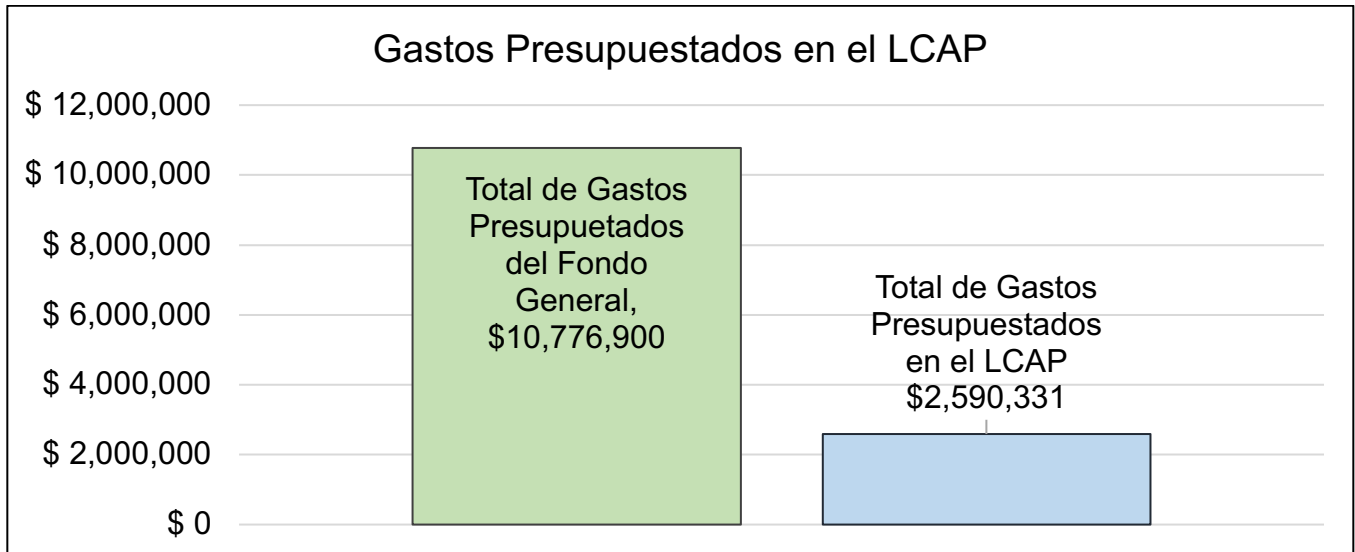 Gastos Presupuestados en el LCAP
$ 12,000,000
$ 10,000,000
$ 8,000,000
$ 6,000,000
$ 4,000,000
$ 2,000,000
$ 0
Total de Gastos
Presupuetados
del Fondo
General,
$10,776,900
Total de Gastos
Presupuestados
en el LCAP
$2,590,331